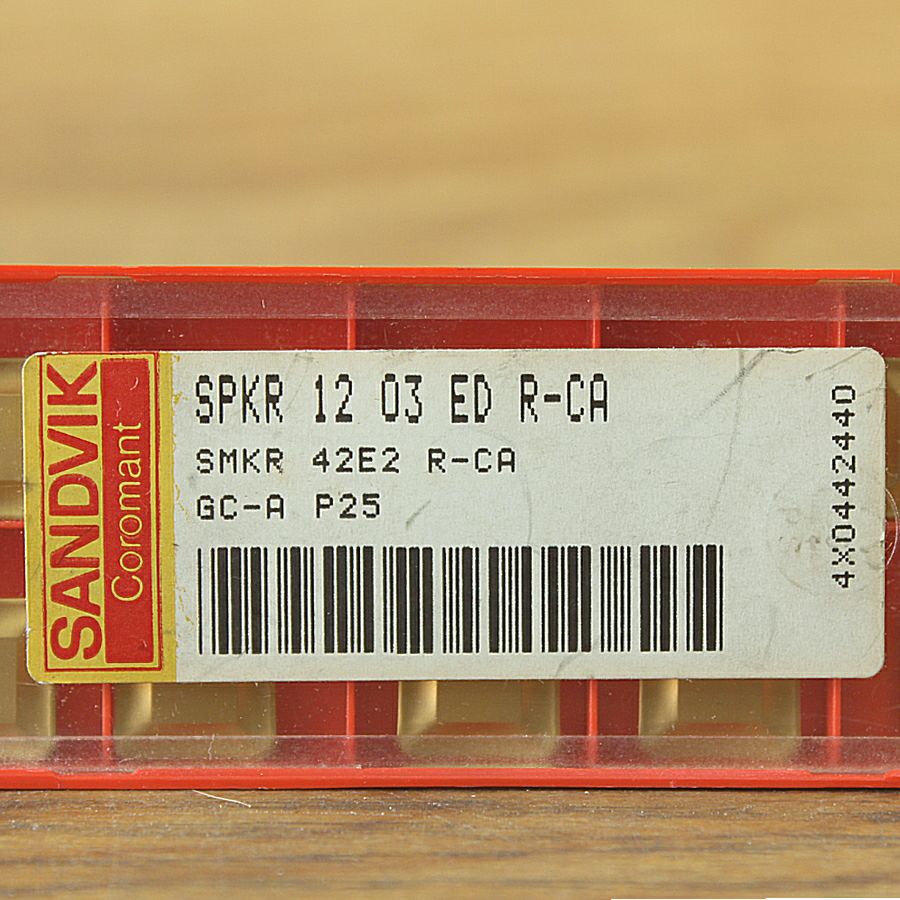 SANDVIK
Coromant
SPKR 12 03 ED R-CA
SMKR 42E2 R-CA
GC-A P25
4X0442440